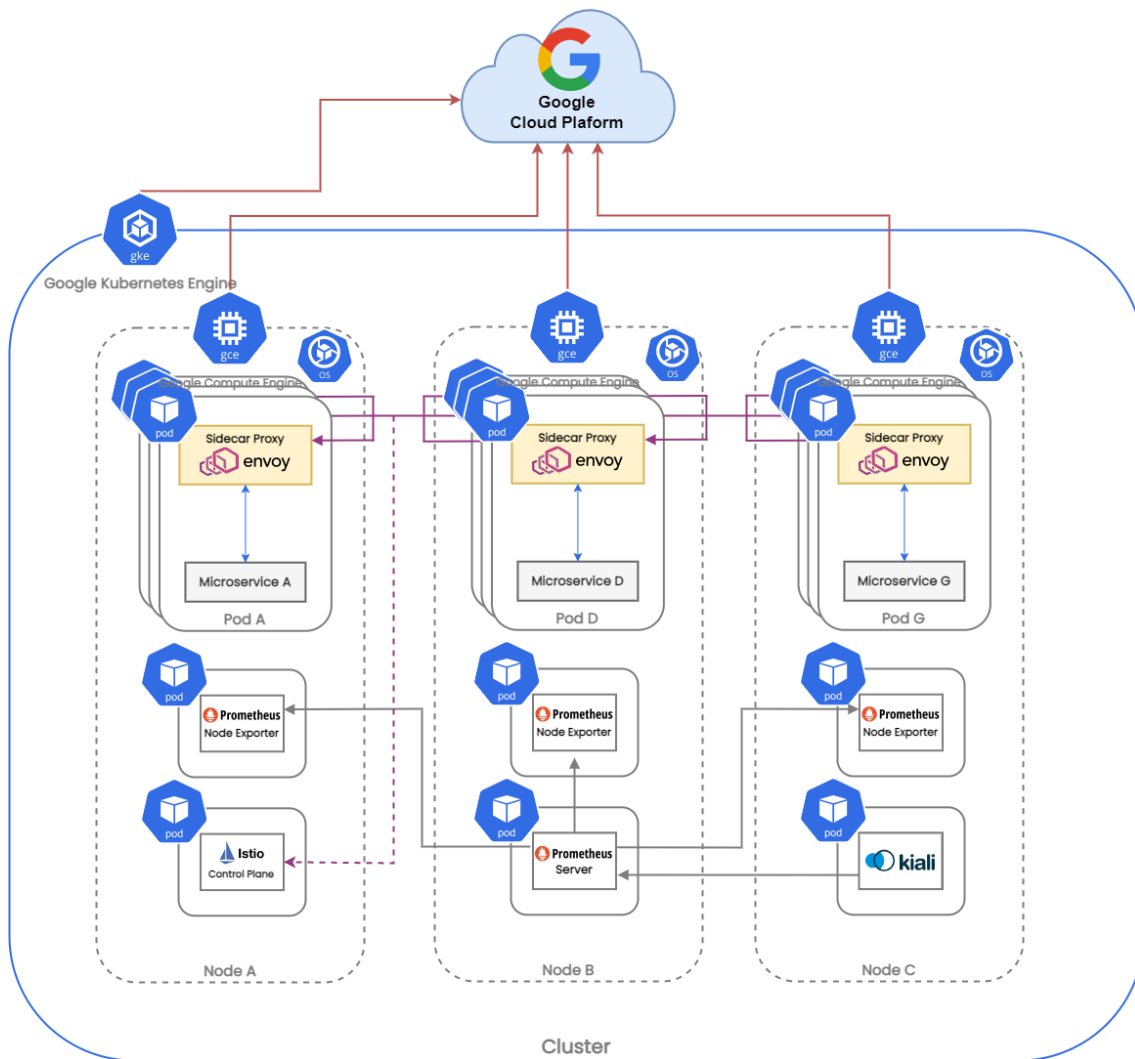 Google
Cloud Plaform
gke
Google Kubernetes Engine
gce
gce
gce
OS
OS
OS
Google Compute Engine
Google Compute Engine
Google Compute Engine
pod
pod
pod
Sidecar Proxy
envoy
Sidecar Proxy
envoy
Sidecar Proxy
envoy
Microservice A
Microservice D
Microservice G
Pod A
Pod D
Pod G
pod
Prometheus
Node Exporter
pod
Prometheus
Node Exporter
pod
Prometheus
Node Exporter
pod
Istio
Control Plane
pod
Prometheus
Server
pod
kiali
Node A
Node B
Node C
Cluster